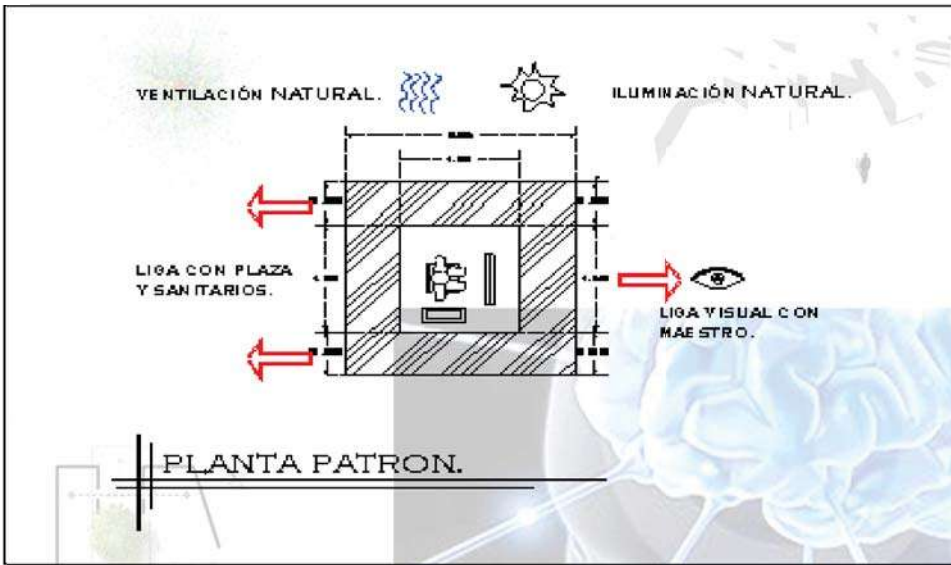 VENTILACIÓN NATURAL.
ILUMINACIÓN NATURAL.
LIGA CON PLAZA
Y SANITARIOS.
LIGA VISUAL CON
MAESTRO.
PLANTA PATRON.